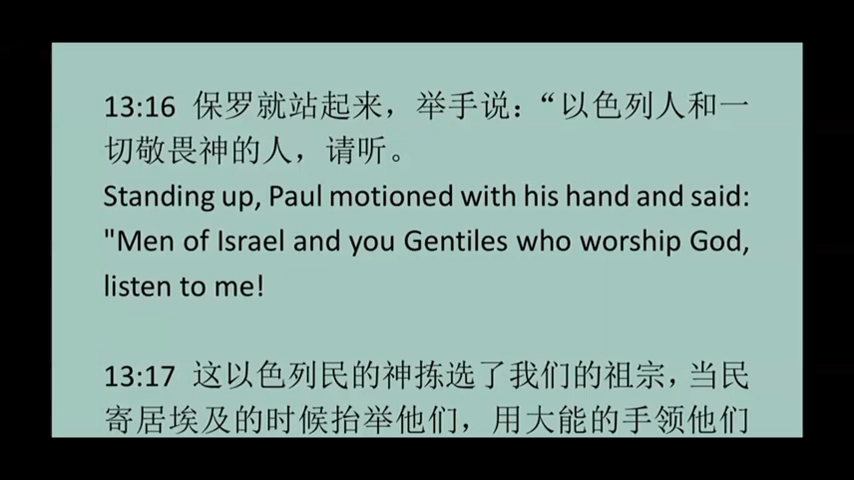 13:16 保罗就站起来，举手说：“以色列人和一
切敬畏神的人，请听。
Standing up, Paul motioned with his hand and said:
"Men of Israel and you Gentiles who worship God,
listen to me!
13:17 这以色列民的神拣选了我们的祖宗，当民
寄居埃及的时候抬举他们，用大能的手领他们